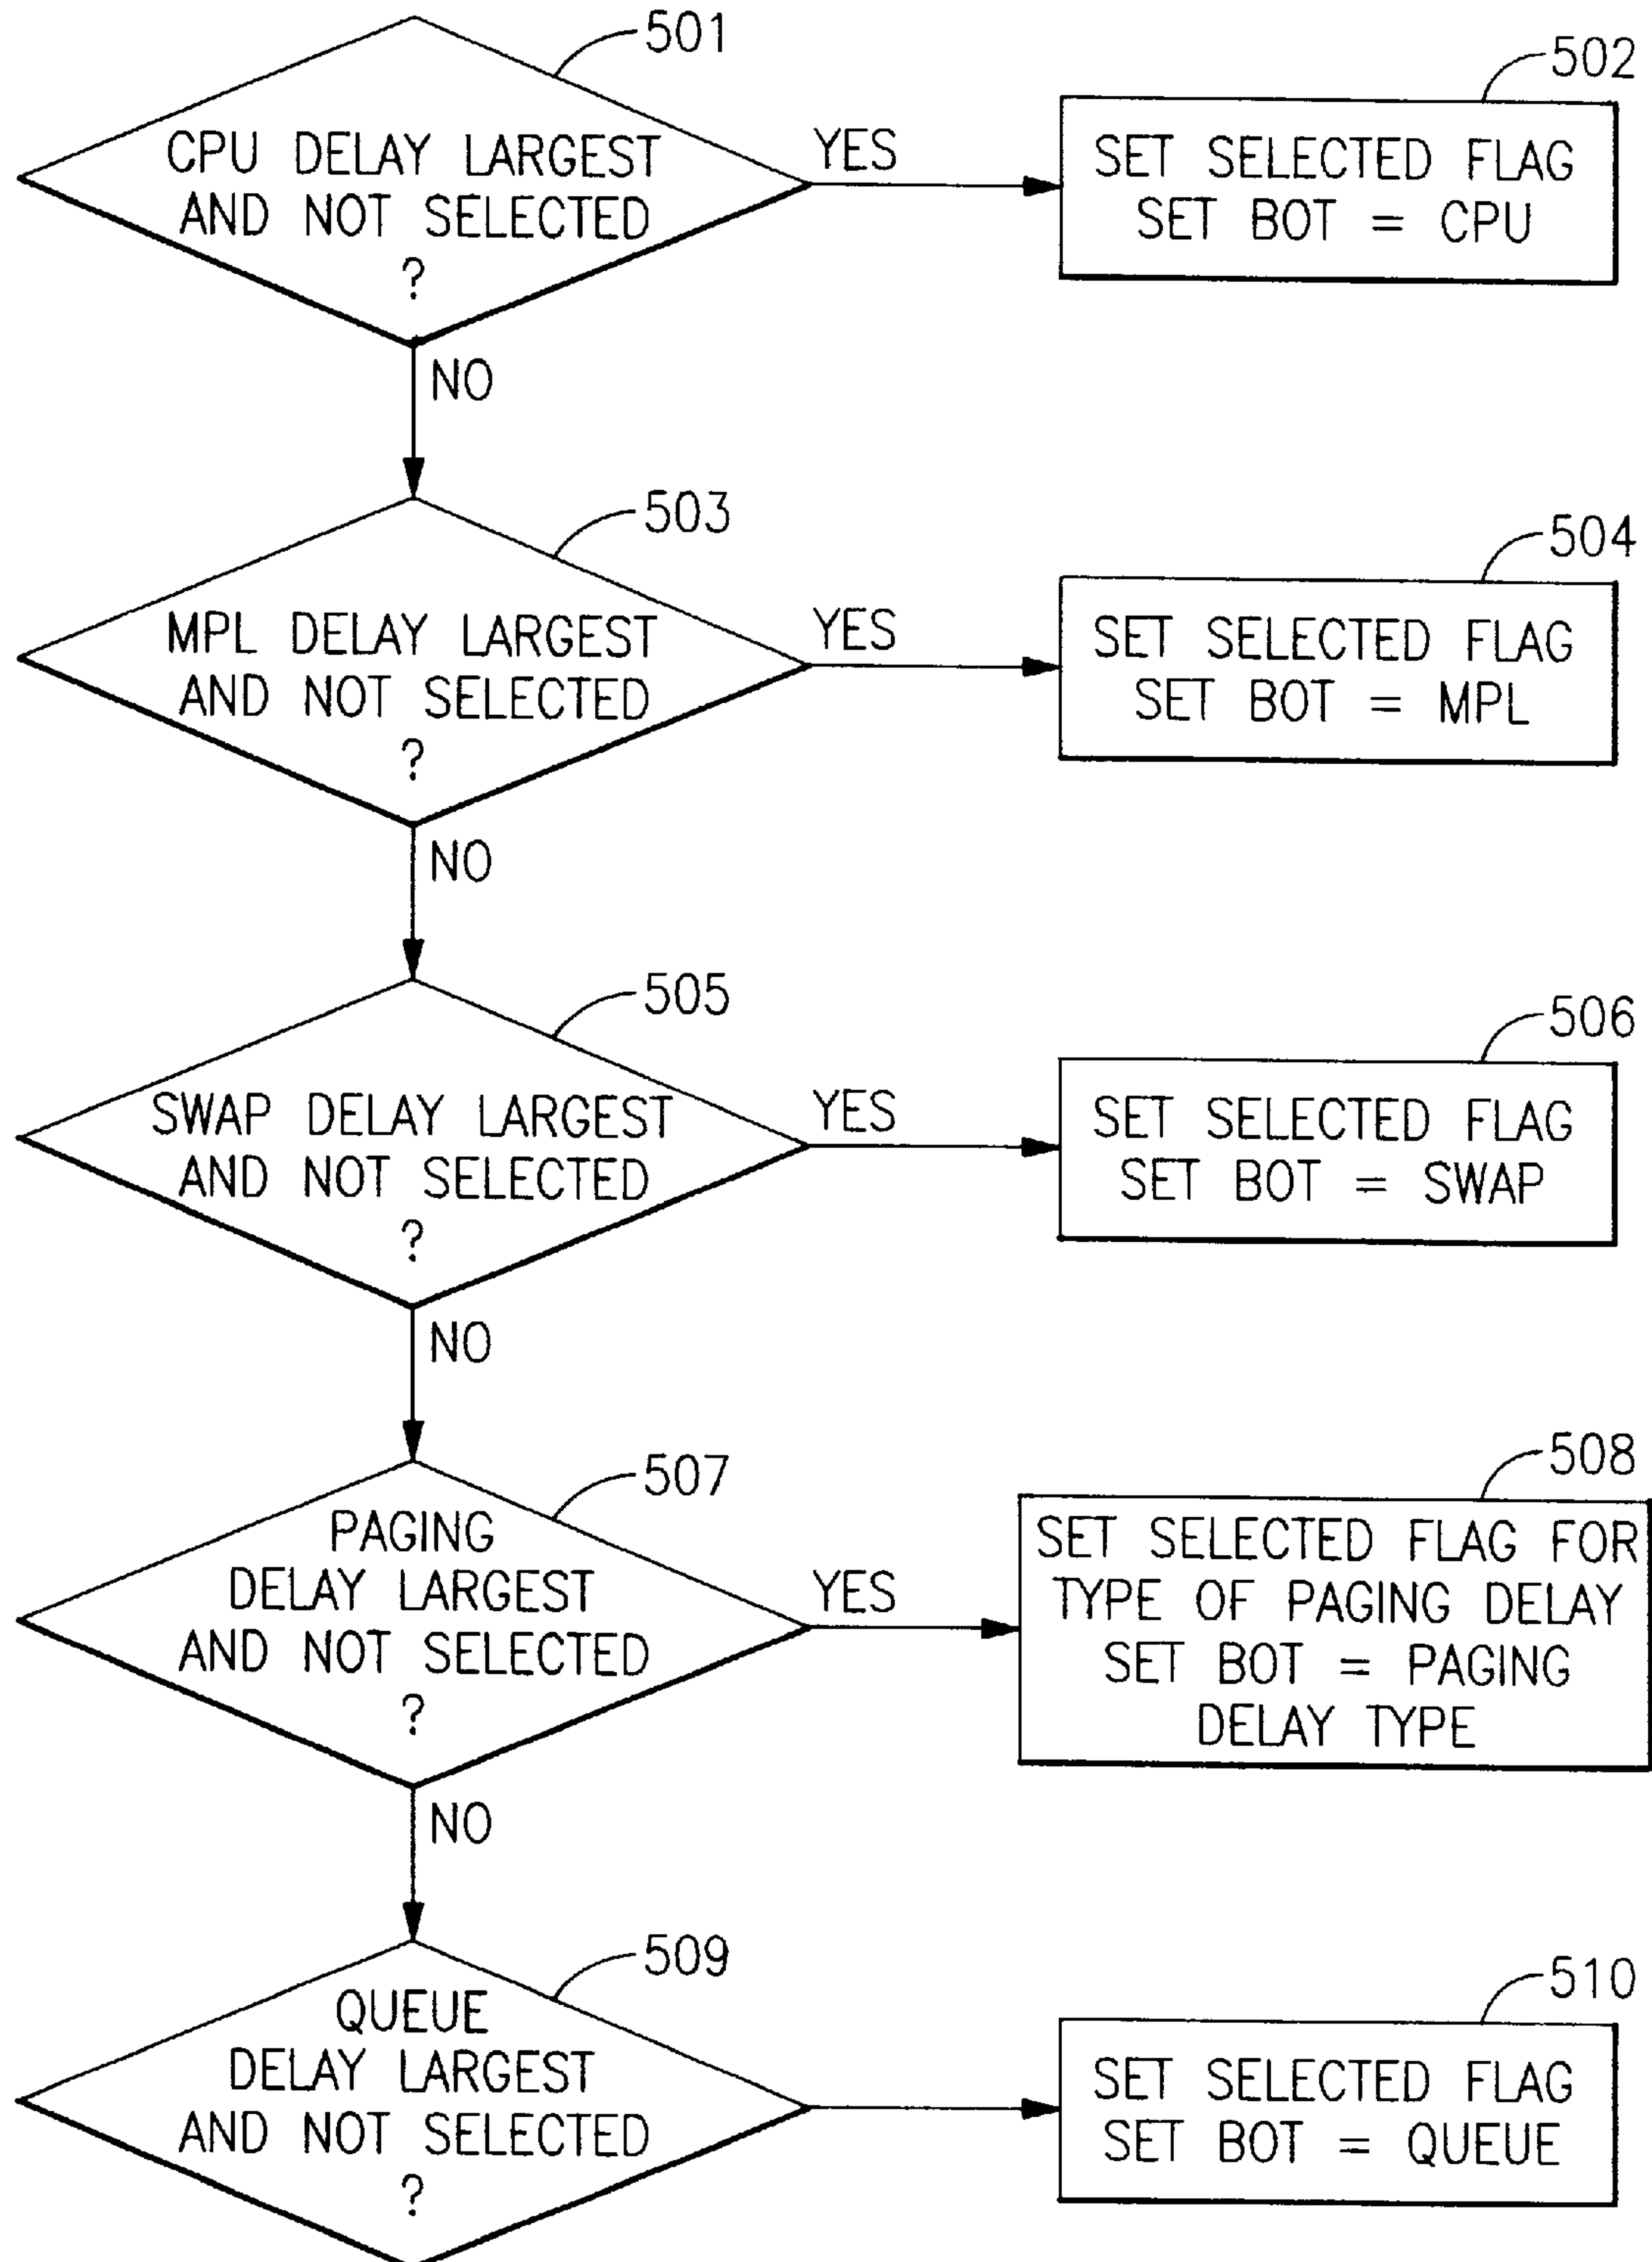 501
CPU DELAY LARGEST
AND NOT SELECTED
?
YES
502
SET SELECTED FLAG
SET BOT = CPU
NO
503
MPL DELAY LARGEST
AND NOT SELECTED
?
YES
504
SET SELECTED FLAG
SET BOT = MPL
NO
505
SWAP DELAY LARGEST
AND NOT SELECTED
?
YES
506
SET SELECTED FLAG
SET BOT = SWAP
NO
507
PAGING
DELAY LARGEST
AND NOT SELECTED
?
YES
508
SET SELECTED FLAG FOR
TYPE OF PAGING DELAY
SET BOT = PAGING
DELAY TYPE
NO
509
QUEUE
DELAY LARGEST
AND NOT SELECTED
?
510
SET SELECTED FLAG
SET BOT = QUEUE